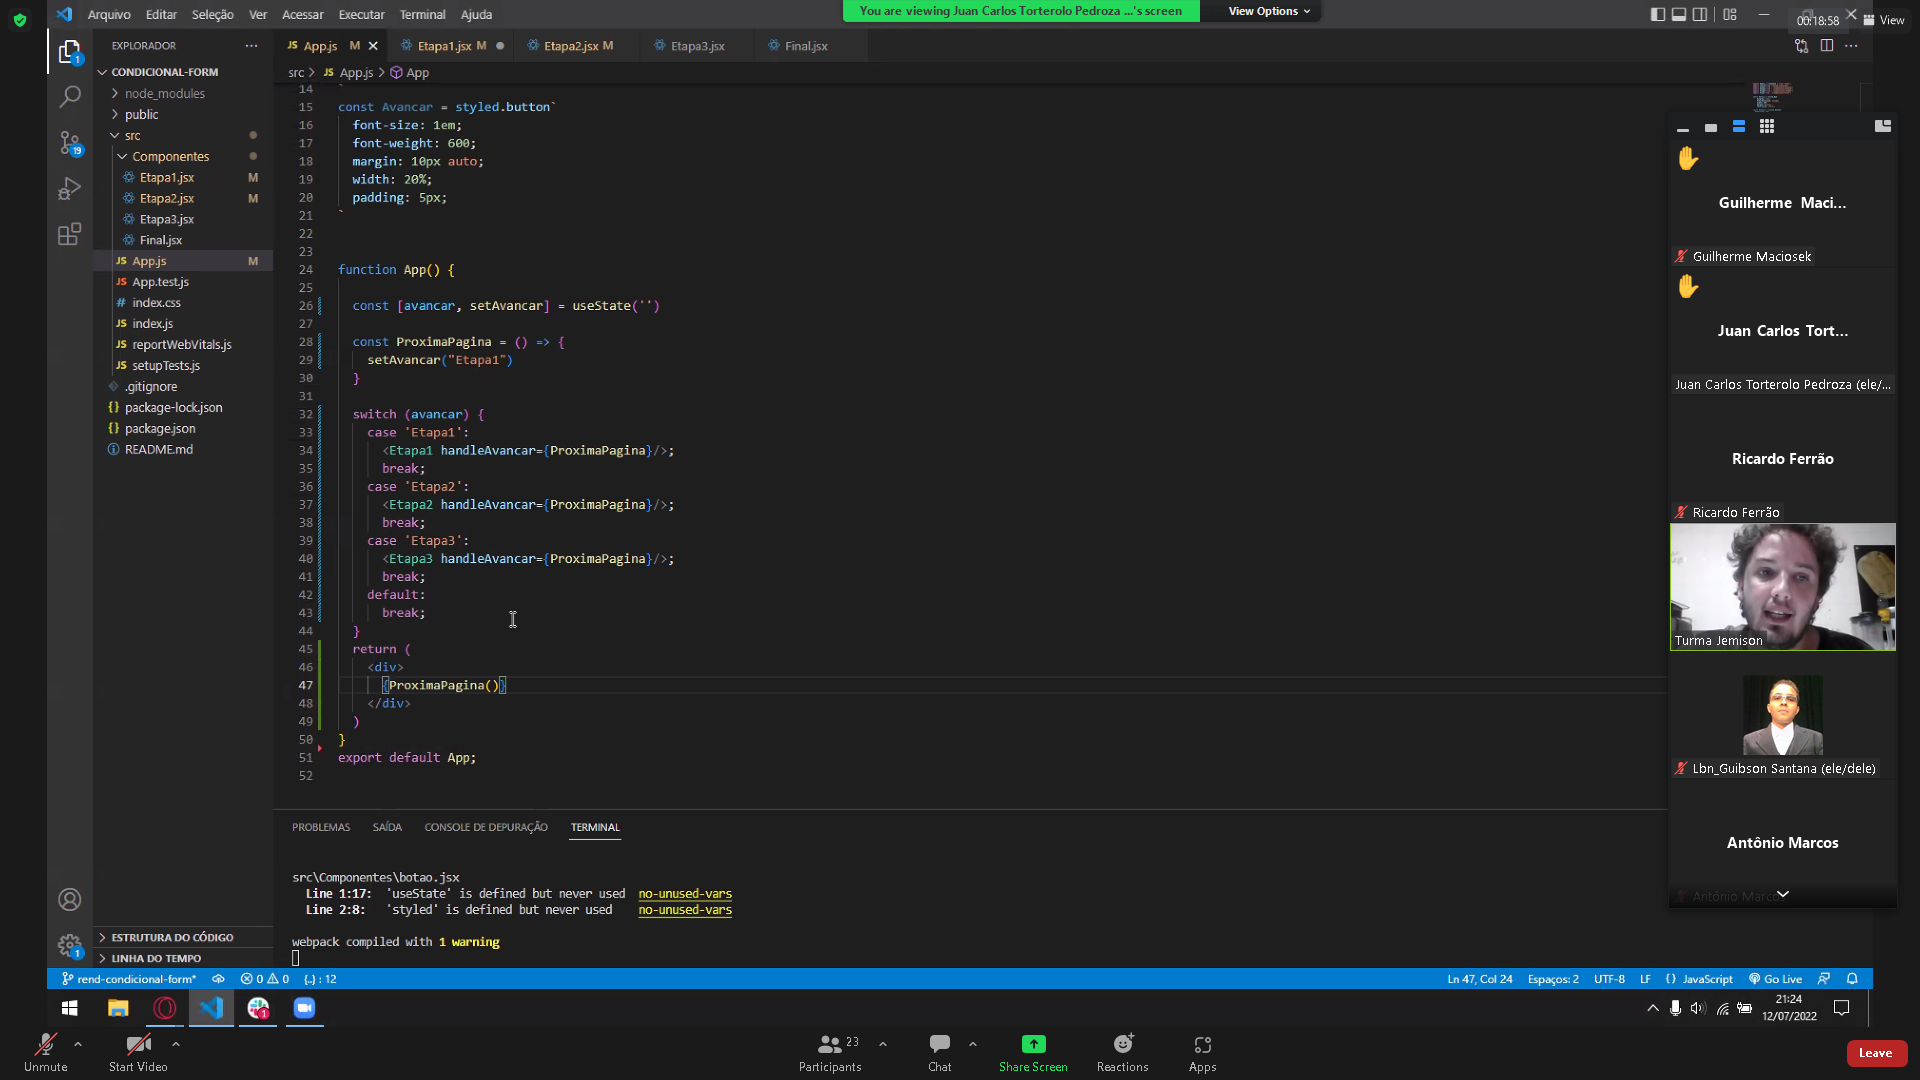 Arquivo Editar Seleção Ver Acessar Executar Terminal Ajuda
You are viewing Juan Carlos Torterolo Pedroza ...'s screen
View Options
00:18:58
View
EXPLORADOR
App.js M
Etapa1.jsx M
Etapa2.jsx M
Etapa3.jsx
Final.jsx
src > App.js > App
CONDICIONAL-FORM
node_modules
public
src
Componentes
Etapa1.jsx M
Etapa2.jsx M
Etapa3.jsx
Final.jsx
JS App.js M
JS App.test.js
# index.css
JS index.js
JS reportWebVitals.js
JS setupTests.js
.gitignore
{} package-lock.json
{} package.json
README.md
ESTRUTURA DO CÓDIGO
LINHA DO TEMPO
14 `
15 const Avancar = styled.button`
16 font-size: 1em;
17 font-weight: 600;
18 margin: 10px auto;
19 width: 20%;
20 padding: 5px;
21 `
22
23
24 function App() {
25
26 const [avancar, setAvancar] = useState('')
27
28 const ProximaPagina = () => {
29 setAvancar("Etapa1")
30 }
31
32 switch (avancar) {
33 case 'Etapa1':
34 <Etapa1 handleAvancar={ProximaPagina}/>;
35 break;
36 case 'Etapa2':
37 <Etapa2 handleAvancar={ProximaPagina}/>;
38 break;
39 case 'Etapa3':
40 <Etapa3 handleAvancar={ProximaPagina}/>;
41 break;
42 default:
43 break;
44 }
45 return (
46 <div>
47 {ProximaPagina()}
48 </div>
49 )
50 }
51 export default App;
52
PROBLEMAS SAÍDA CONSOLE DE DEPURAÇÃO TERMINAL
src\Componentes\botao.jsx
Line 1:17: 'useState' is defined but never used no-unused-vars
Line 2:8: 'styled' is defined but never used no-unused-vars
webpack compiled with 1 warning
Guilherme Maci...
Guilherme Maciosek
Juan Carlos Tort...
Juan Carlos Torterolo Pedroza (ele/...
Ricardo Ferrão
Ricardo Ferrão
Turma Jemison
Lbn_Guibson Santana (ele/dele)
Antônio Marcos
Antônio Marcos
1
19
1
rend-condicional-form* 0 0 {..} : 12
Ln 47, Col 24 Espaços: 2 UTF-8 LF {} JavaScript Go Live
21:24
12/07/2022
Unmute
Start Video
Participants 23
Chat
Share Screen
Reactions
Apps
Leave